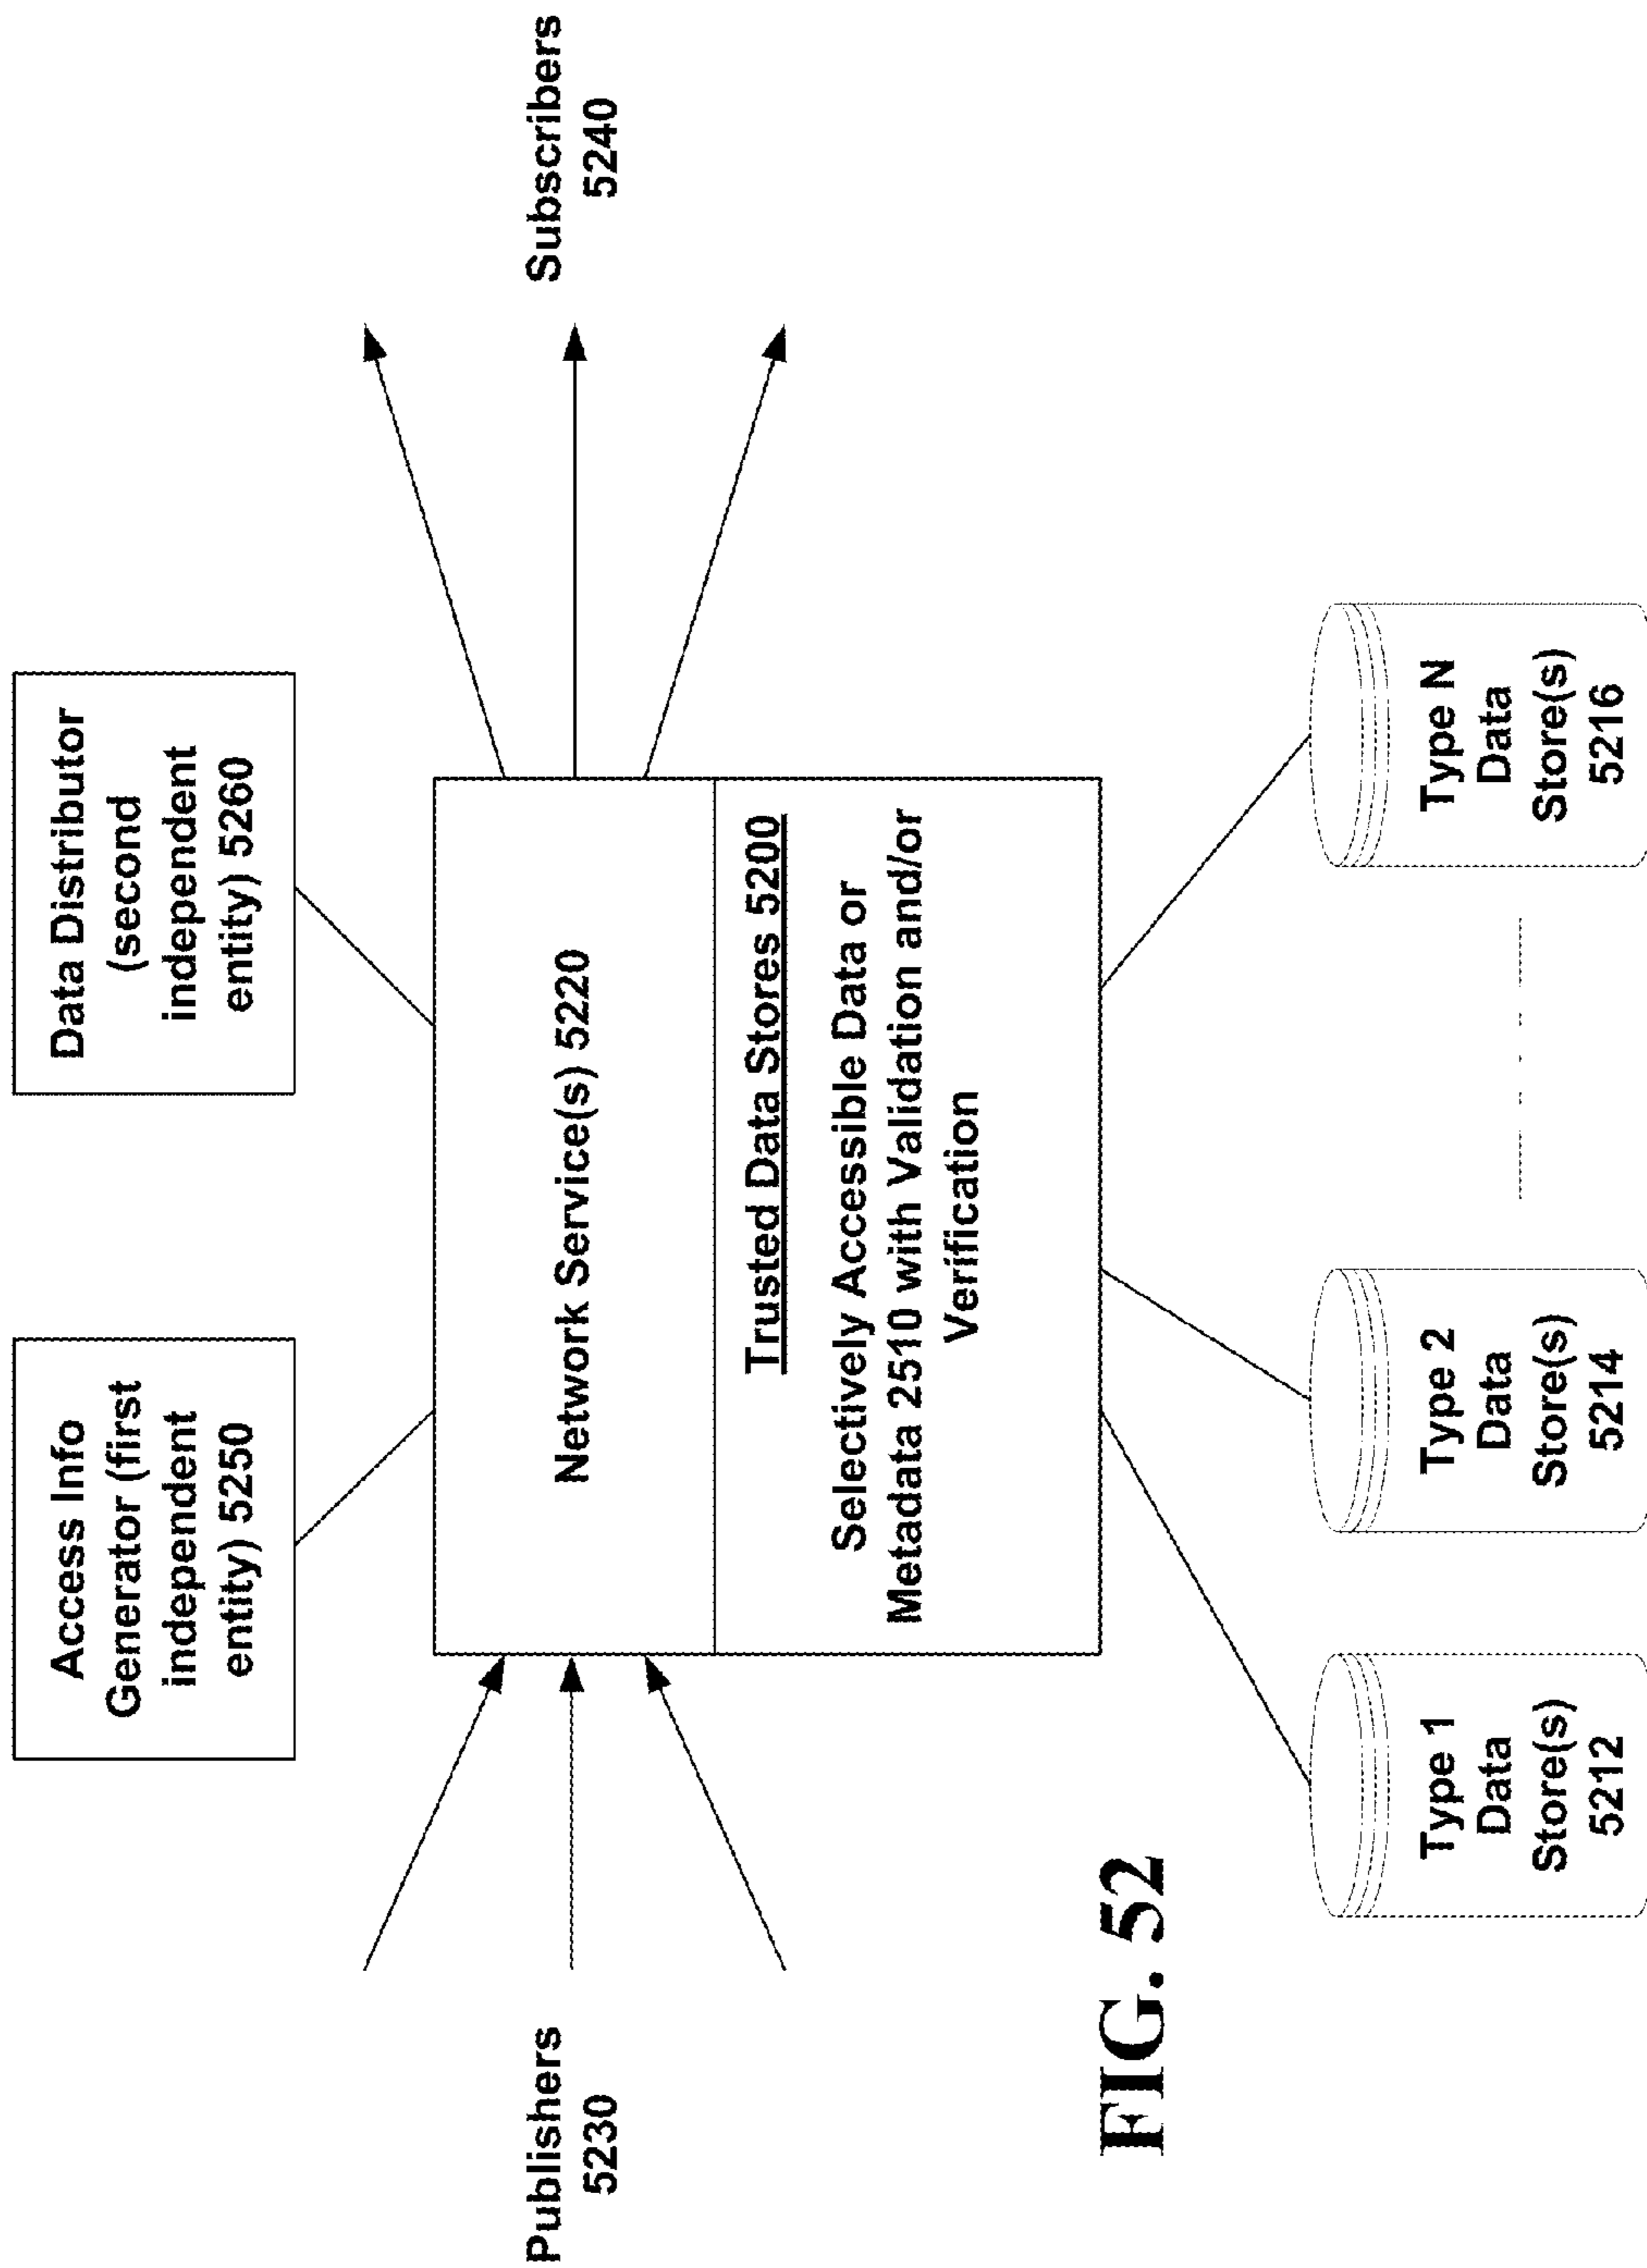 Access Info
Generator (first
independent
entity) 5250
Data Distributor
(second
independent
entity) 5260
Publishers
5230
Network Service(s) 5220
Subscribers
5240
Trusted Data Stores 5200
Selectively Accessible Data or
Metadata 2510 with Validation and/or
Verification
Type 1
Data
Store(s)
5212
Type 2
Data
Store(s)
5214
Type N
Data
Store(s)
5216
FIG. 52